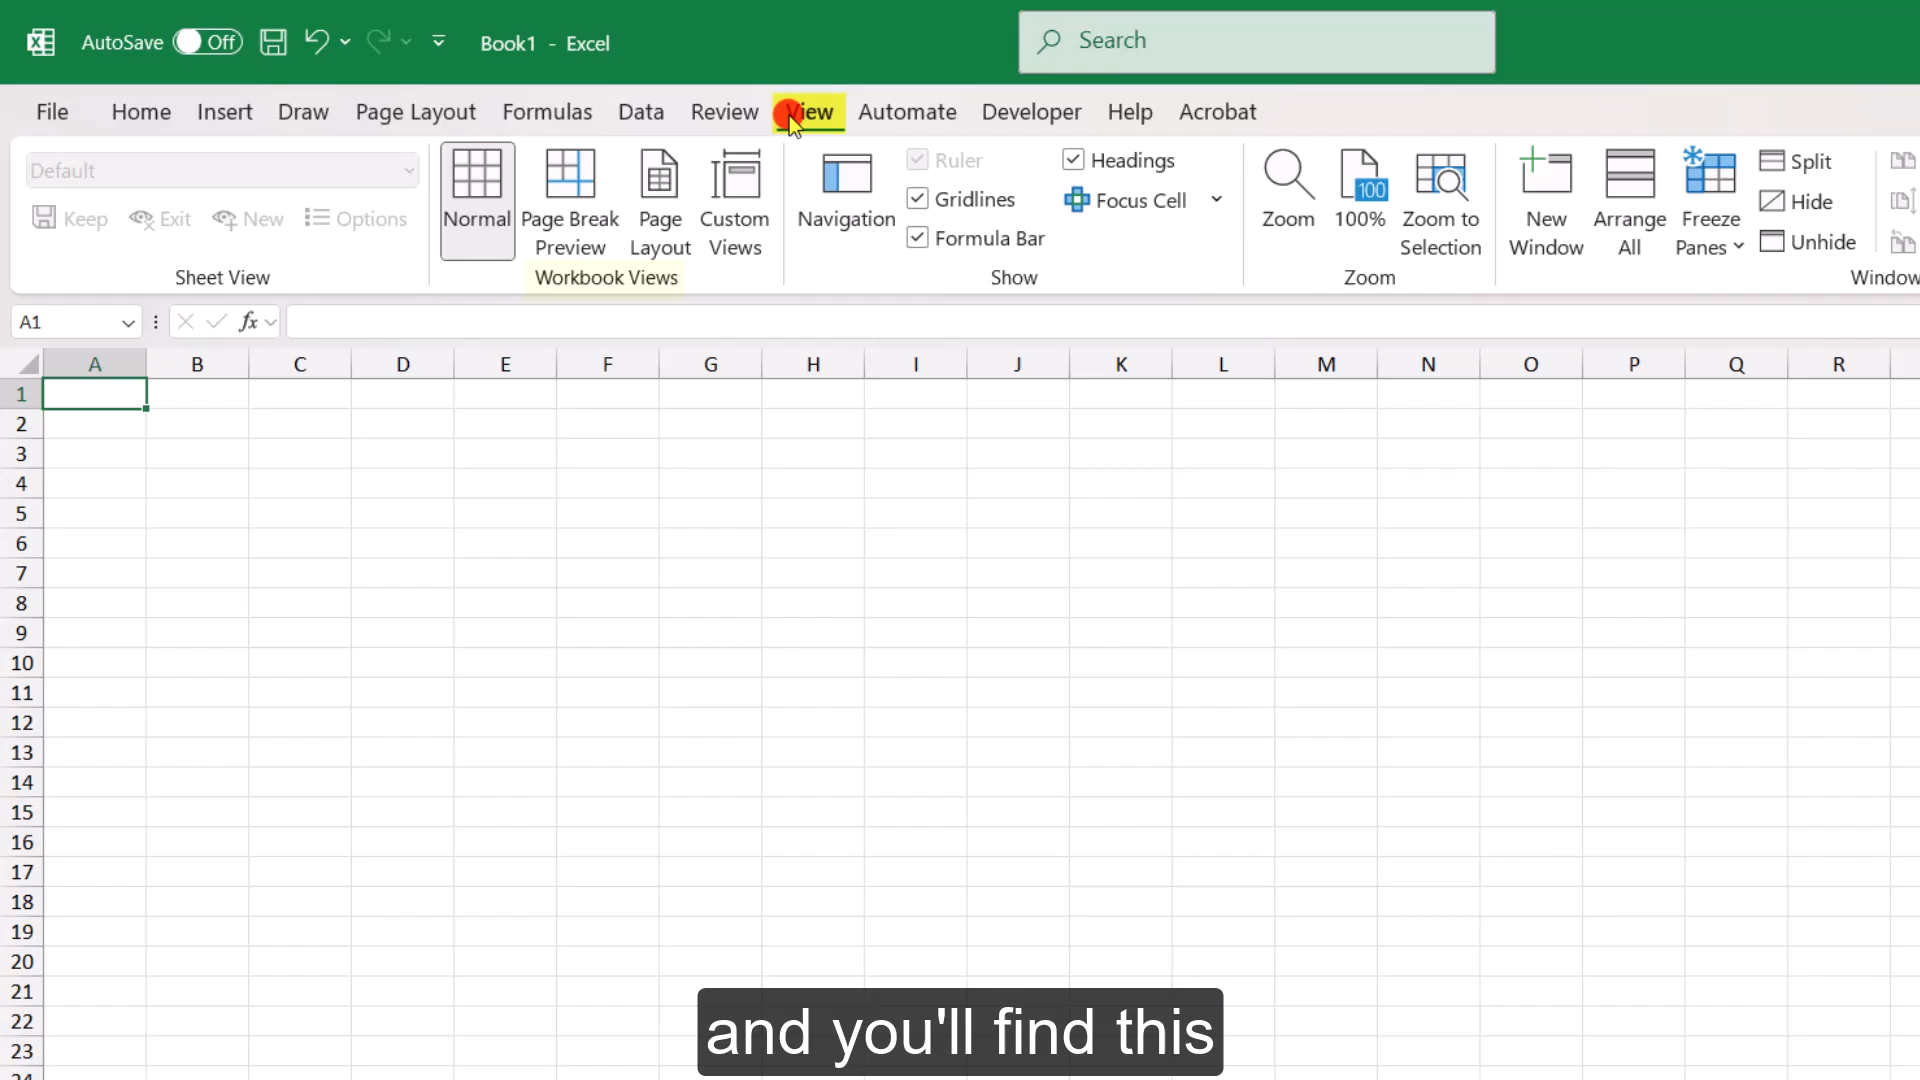 AutoSave Off Book1 - Excel Search
File Home Insert Draw Page Layout Formulas Data Review View Automate Developer Help Acrobat
Default
Keep Exit New Options
Sheet View
Normal
Page Break Preview
Page Layout
Custom Views
Workbook Views
Navigation
Ruler
Gridlines
Formula Bar
Headings
Focus Cell
Show
Zoom
100
100%
Zoom to Selection
Zoom
New Window
Arrange All
Freeze Panes
Split
Hide
Unhide
Window
A1 fx
A B C D E F G H I J K L M N O P Q R
1
2
3
4
5
6
7
8
9
10
11
12
13
14
15
16
17
18
19
20
21
22
23
24
and you'll find this